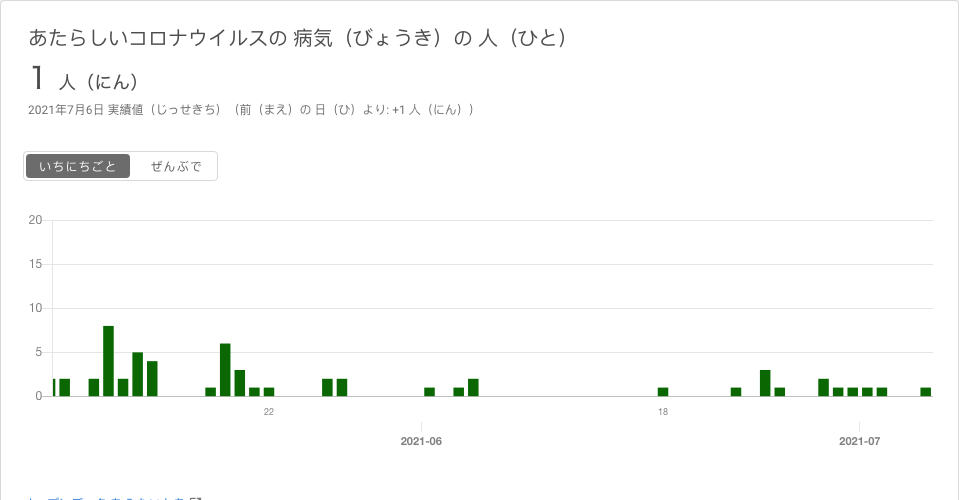 あたらしいコロナウイルスの 病気（びょうき）の 人（ひと）
1 人（にん）
2021年7月6日 実績値（じっせきち）（前（まえ）の 日（ひ）より: +1 人（にん））
いちにちごと ぜんぶで
20
15
10
5
0
22 18
2021-06 2021-07